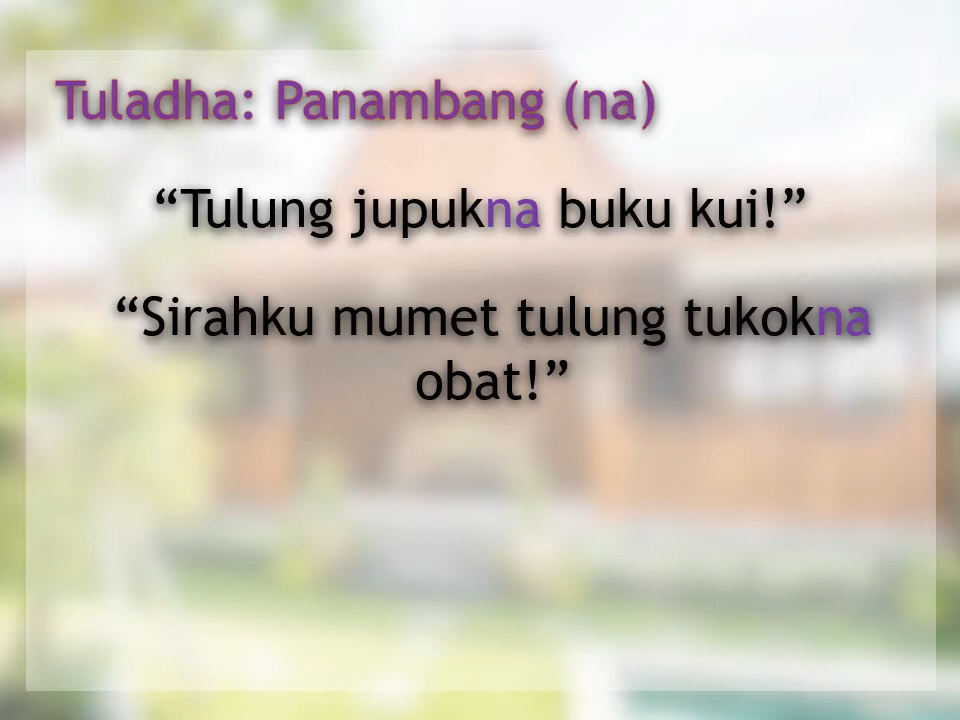 Tuladha: Panambang (na)
“Tulung jupukna buku kui!”
“Sirahku mumet tulung tukokna
obat!”